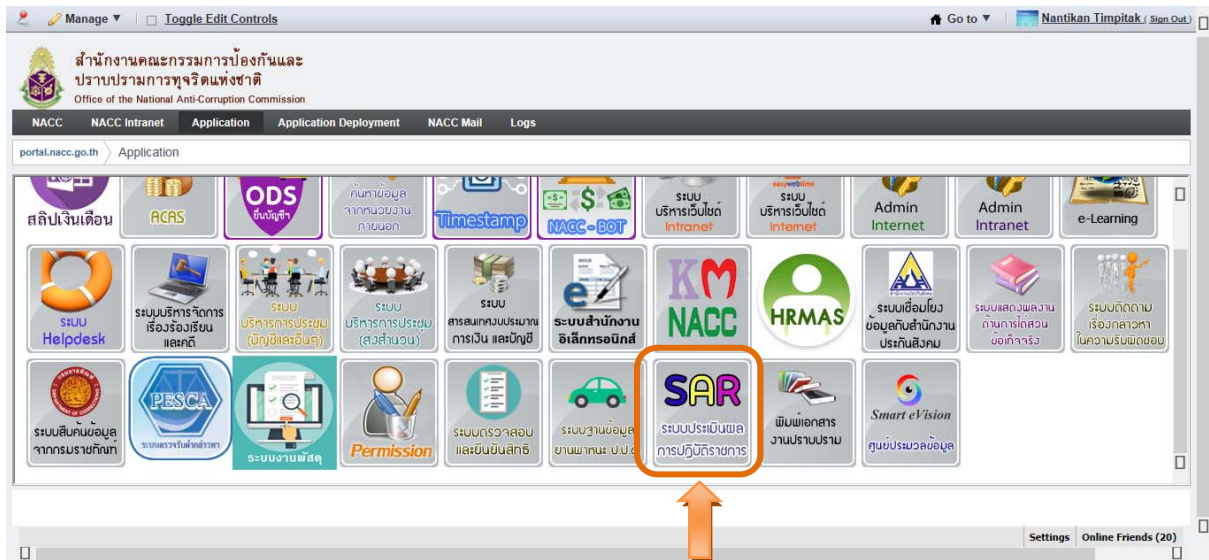 Manage ▼ Toggle Edit Controls Go to ▼ Nantikan Timpitak ( Sign Out )
สำนักงานคณะกรรมการป้องกันและ
ปราบปรามการทุจริตแห่งชาติ
Office of the National Anti-Corruption Commission
NACC NACC Intranet Application Application Deployment NACC Mail Logs
portal.nacc.go.th Application
สลิปเงินเดือน
ACAS
ODS
ยื่นบัญชีฯ
ค้นหาข้อมูล
จากหน่วยงาน
ภายนอก
Timestamp
NACC - BOT
ระบบ
บริหารเว็บไซต์
Intranet
easywebtime
ระบบ
บริหารเว็บไซต์
Internet
Admin
Internet
Admin
Intranet
e-Learning
ระบบ
Helpdesk
ระบบบริหารจัดการ
เรื่องร้องเรียน
และคดี
ระบบ
บริหารการประชุม
(บัญชีและอื่นๆ)
ระบบ
บริหารการประชุม
(ส่งสำนวน)
ระบบ
สารสนเทศงบประมาณ
การเงิน และบัญชี
ระบบสำนักงาน
อิเล็กทรอนิกส์
KM
NACC
HRMAS
ระบบเชื่อมโยง
ข้อมูลกับสำนักงาน
ประกันสังคม
ระบบแสดงผลงาน
ด้านการไต่สวน
ข้อเท็จจริง
ระบบติดตาม
เรื่องกล่าวหา
ในความรับผิดชอบ
ระบบสืบค้นข้อมูล
จากกรมราชทัณฑ์
PESCA
ระบบตรวจรับคำกล่าวหา
ระบบงานพัสดุ
Permission
ระบบตรวจสอบ
และยืนยันสิทธิ
ระบบฐานข้อมูล
ยานพาหนะ ป.ป.ช
SAR
ระบบประเมินผล
การปฏิบัติราชการ
พิมพ์เอกสาร
งานปราบปราม
Smart eVision
ศูนย์ประมวลข้อมูล
Settings Online Friends (20)